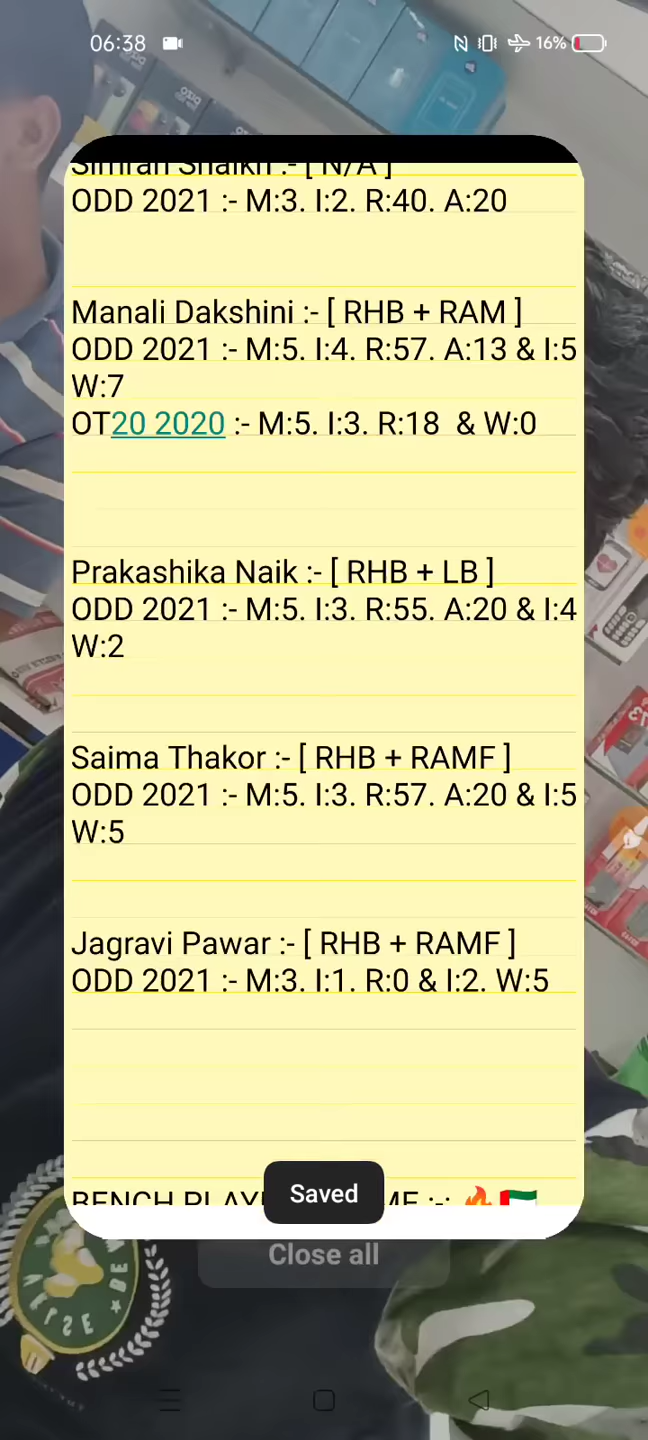 06:38
16%
Simran Shaikh :- [ N/A ]
ODD 2021 :- M:3. I:2. R:40. A:20
Manali Dakshini :- [ RHB + RAM ]
ODD 2021 :- M:5. I:4. R:57. A:13 & I:5
W:7
OT20 2020 :- M:5. I:3. R:18  & W:0
Prakashika Naik :- [ RHB + LB ]
ODD 2021 :- M:5. I:3. R:55. A:20 & I:4
W:2
Saima Thakor :- [ RHB + RAMF ]
ODD 2021 :- M:5. I:3. R:57. A:20 & I:5
W:5
Jagravi Pawar :- [ RHB + RAMF ]
ODD 2021 :- M:3. I:1. R:0 & I:2. W:5
BENCH :-: 🔥🇦🇪
Saved
Close all